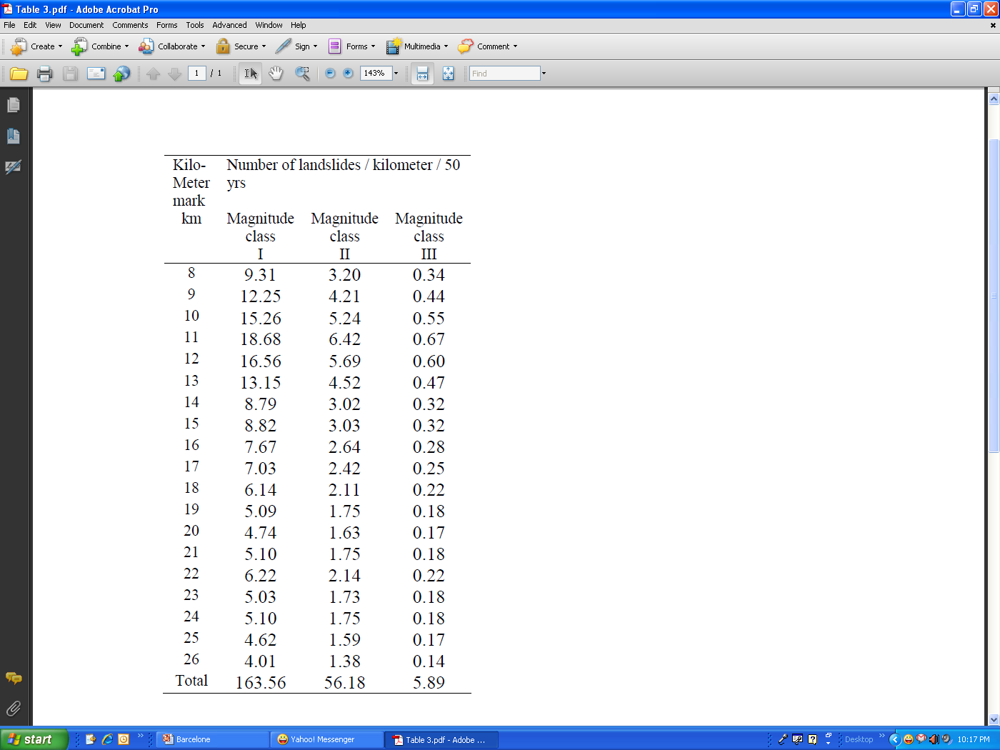 Table 3.pdf - Adobe Acrobat Pro
File Edit View Document Comments Forms Tools Advanced Window Help
Create Combine Collaborate Secure Sign Forms Multimedia Comment
1 / 1 143% Find
Kilo- Number of landslides / kilometer / 50
Meter yrs
mark
km Magnitude Magnitude Magnitude
class class class
I II III
8 9.31 3.20 0.34
9 12.25 4.21 0.44
10 15.26 5.24 0.55
11 18.68 6.42 0.67
12 16.56 5.69 0.60
13 13.15 4.52 0.47
14 8.79 3.02 0.32
15 8.82 3.03 0.32
16 7.67 2.64 0.28
17 7.03 2.42 0.25
18 6.14 2.11 0.22
19 5.09 1.75 0.18
20 4.74 1.63 0.17
21 5.10 1.75 0.18
22 6.22 2.14 0.22
23 5.03 1.73 0.18
24 5.10 1.75 0.18
25 4.62 1.59 0.17
26 4.01 1.38 0.14
Total 163.56 56.18 5.89
start Barcelone Yahoo! Messenger Table 3.pdf - Adobe ... Desktop 10:17 PM